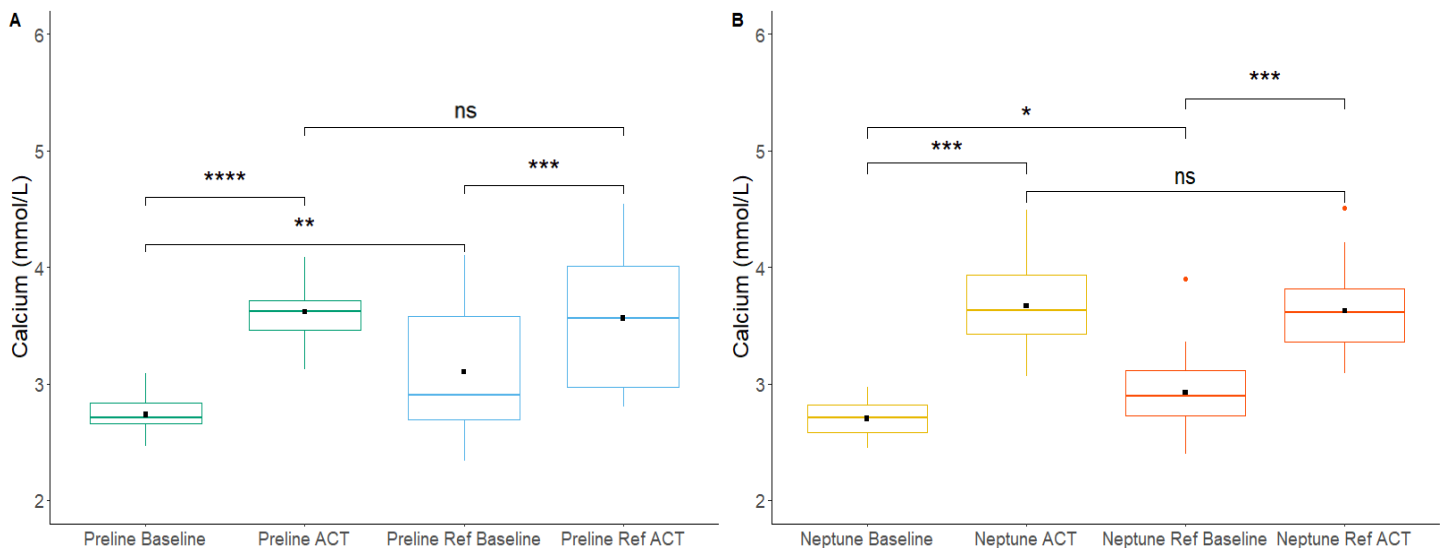 A
Calcium (mmol/L)
6
5
4
3
2
ns
***
****
**
Preline Baseline
Preline ACT
Preline Ref Baseline
Preline Ref ACT
B
Calcium (mmol/L)
6
5
4
3
2
***
*
***
ns
Neptune Baseline
Neptune ACT
Neptune Ref Baseline
Neptune Ref ACT